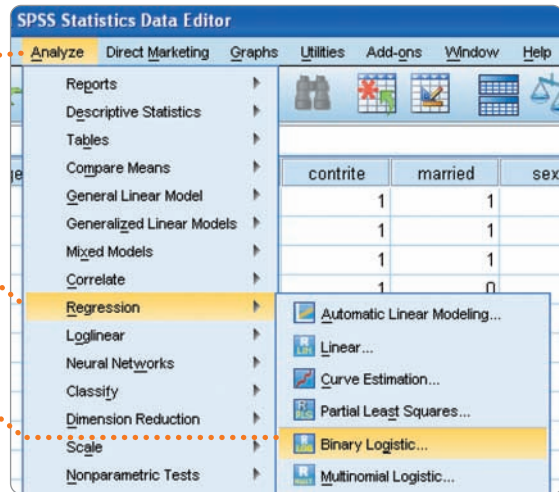 SPSS Statistics Data Editor
Analyze Direct Marketing Graphs Utilities Add-ons Window Help
Reports
Descriptive Statistics
Tables
Compare Means
General Linear Model
Generalized Linear Models
Mixed Models
Correlate
Regression
Loglinear
Neural Networks
Classify
Dimension Reduction
Scale
Nonparametric Tests
contrite married sex
1 1
1 1
1 1
1 0
Automatic Linear Modeling...
Linear...
Curve Estimation...
Partial Least Squares...
Binary Logistic...
Multinomial Logistic...